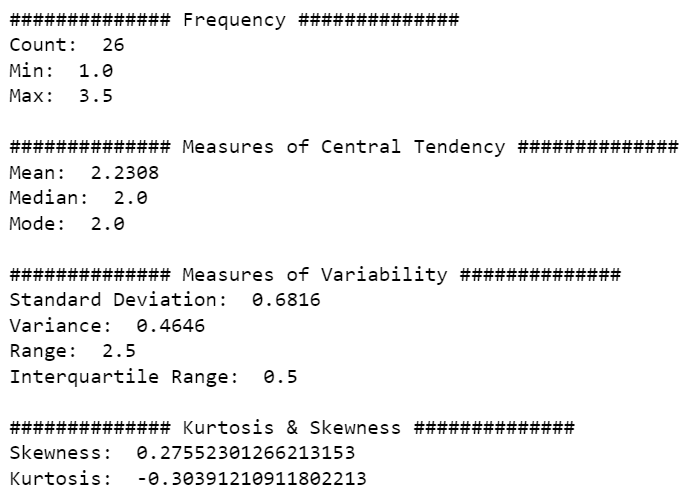 ############## Frequency ##############
Count:  26
Min:  1.0
Max:  3.5
############## Measures of Central Tendency ##############
Mean:  2.2308
Median:  2.0
Mode:  2.0
############## Measures of Variability ##############
Standard Deviation:  0.6816
Variance:  0.4646
Range:  2.5
Interquartile Range:  0.5
############## Kurtosis & Skewness ##############
Skewness:  0.27552301266213153
Kurtosis:  -0.30391210911802213